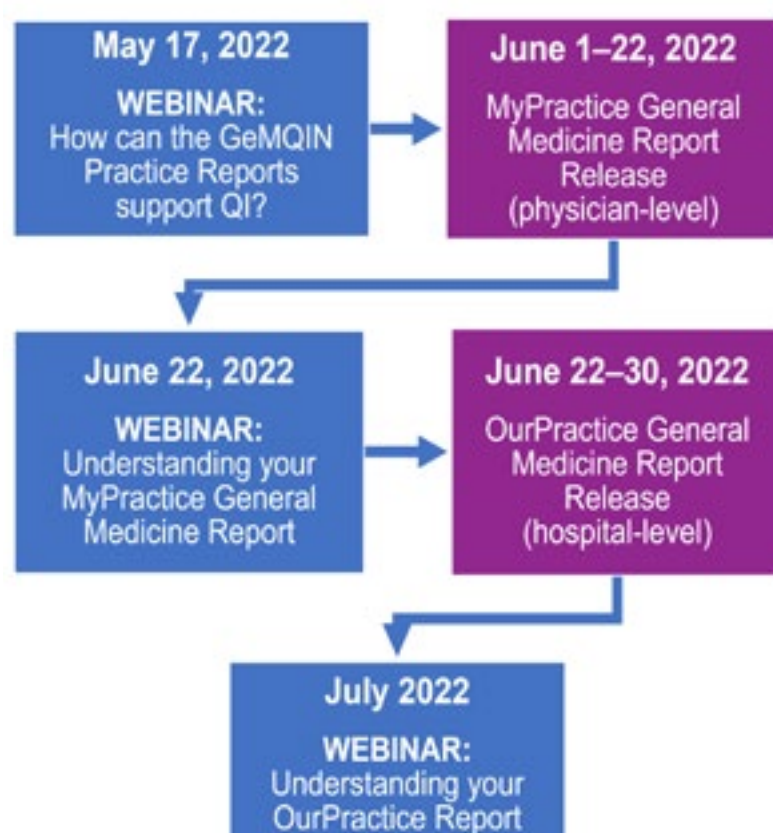 May 17, 2022
WEBINAR:
How can the GeMQIN
Practice Reports
support QI?
June 1–22, 2022
MyPractice General
Medicine Report
Release
(physician-level)
June 22, 2022
WEBINAR:
Understanding your
MyPractice General
Medicine Report
June 22–30, 2022
OurPractice General
Medicine Report
Release
(hospital-level)
July 2022
WEBINAR:
Understanding your
OurPractice Report